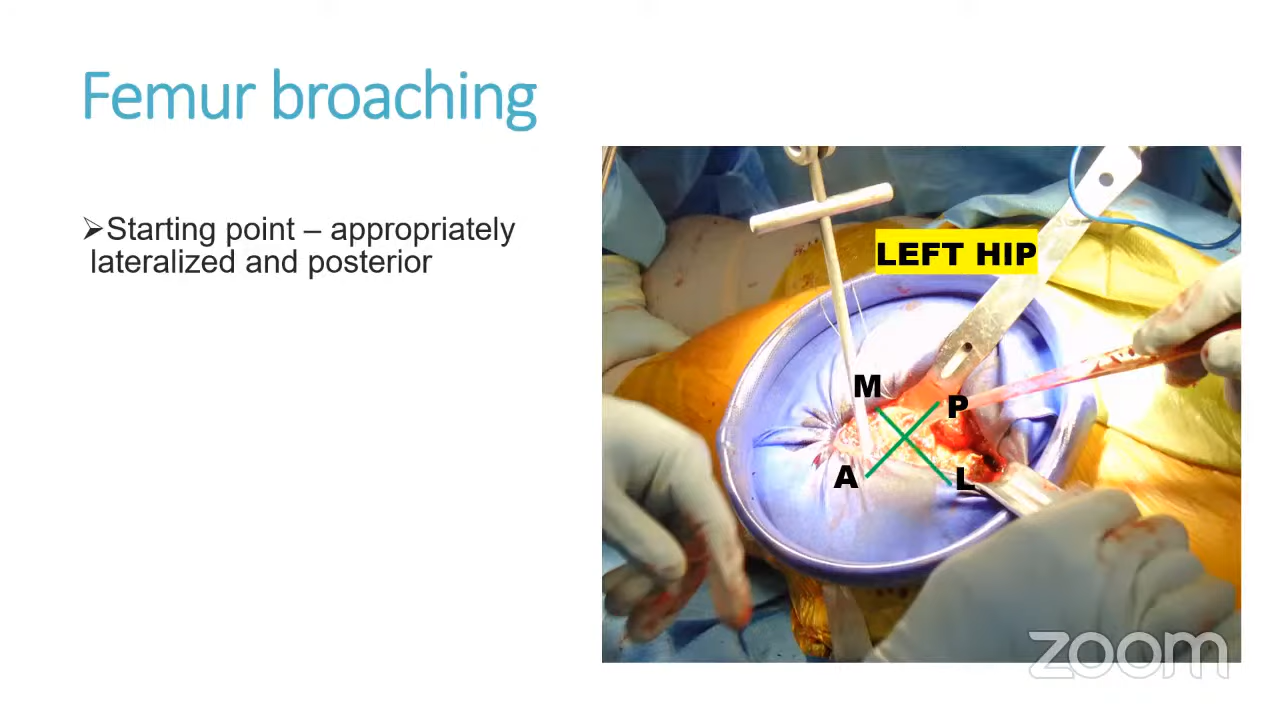 Femur broaching
➢Starting point – appropriately
lateralized and posterior
LEFT HIP
M
P
A
L
zoom